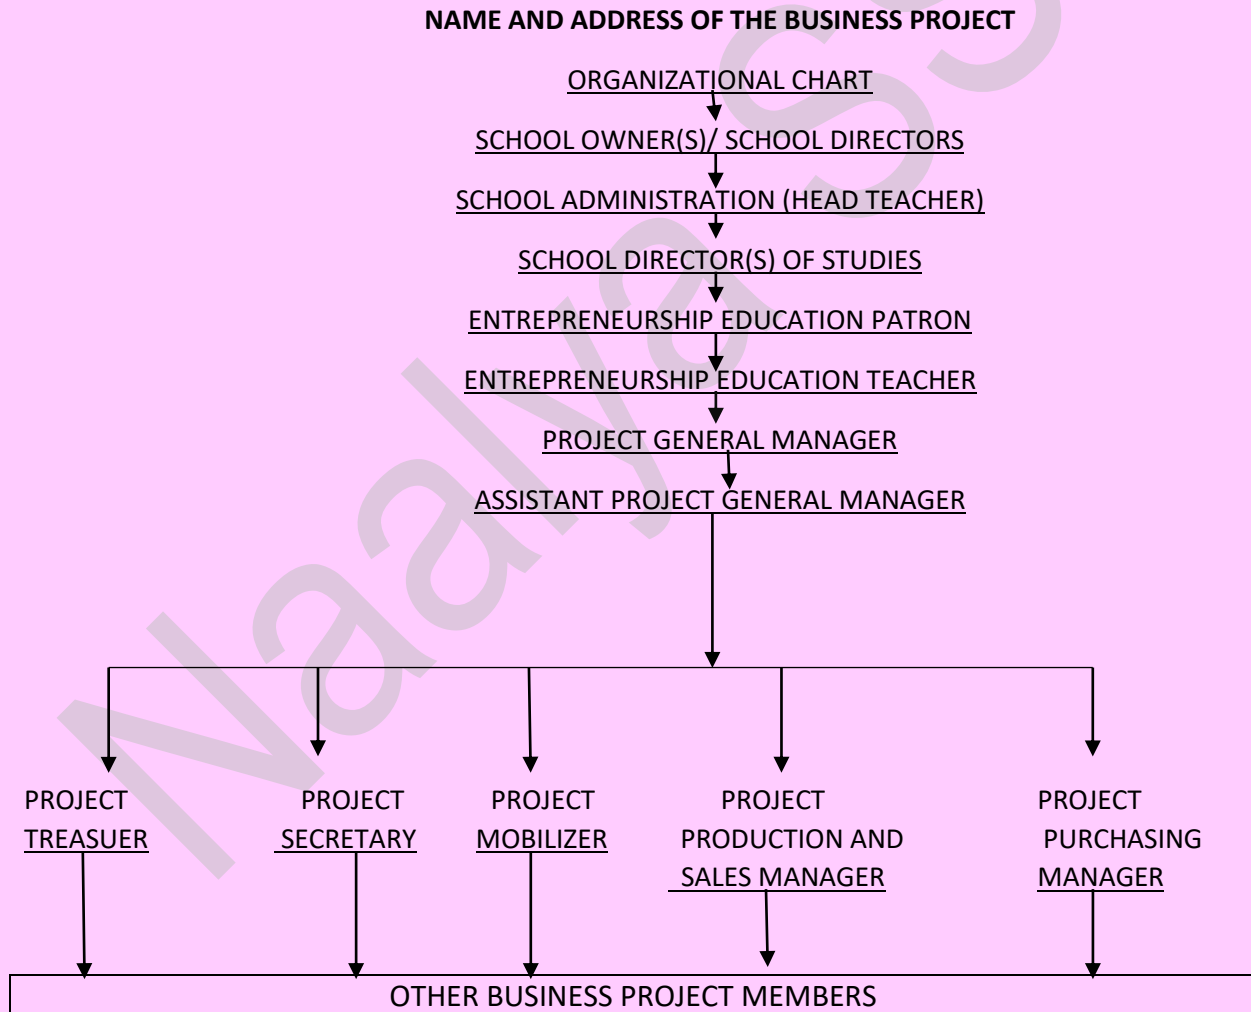 NAME AND ADDRESS OF THE BUSINESS PROJECT
ORGANIZATIONAL CHART
SCHOOL OWNER(S)/ SCHOOL DIRECTORS
SCHOOL ADMINISTRATION (HEAD TEACHER)
SCHOOL DIRECTOR(S) OF STUDIES
ENTREPRENEURSHIP EDUCATION PATRON
ENTREPRENEURSHIP EDUCATION TEACHER
PROJECT GENERAL MANAGER
ASSISTANT PROJECT GENERAL MANAGER
PROJECT
TREASUER
PROJECT
SECRETARY
PROJECT
MOBILIZER
PROJECT
PRODUCTION AND
SALES MANAGER
PROJECT
PURCHASING
MANAGER
OTHER BUSINESS PROJECT MEMBERS
Naalya SS